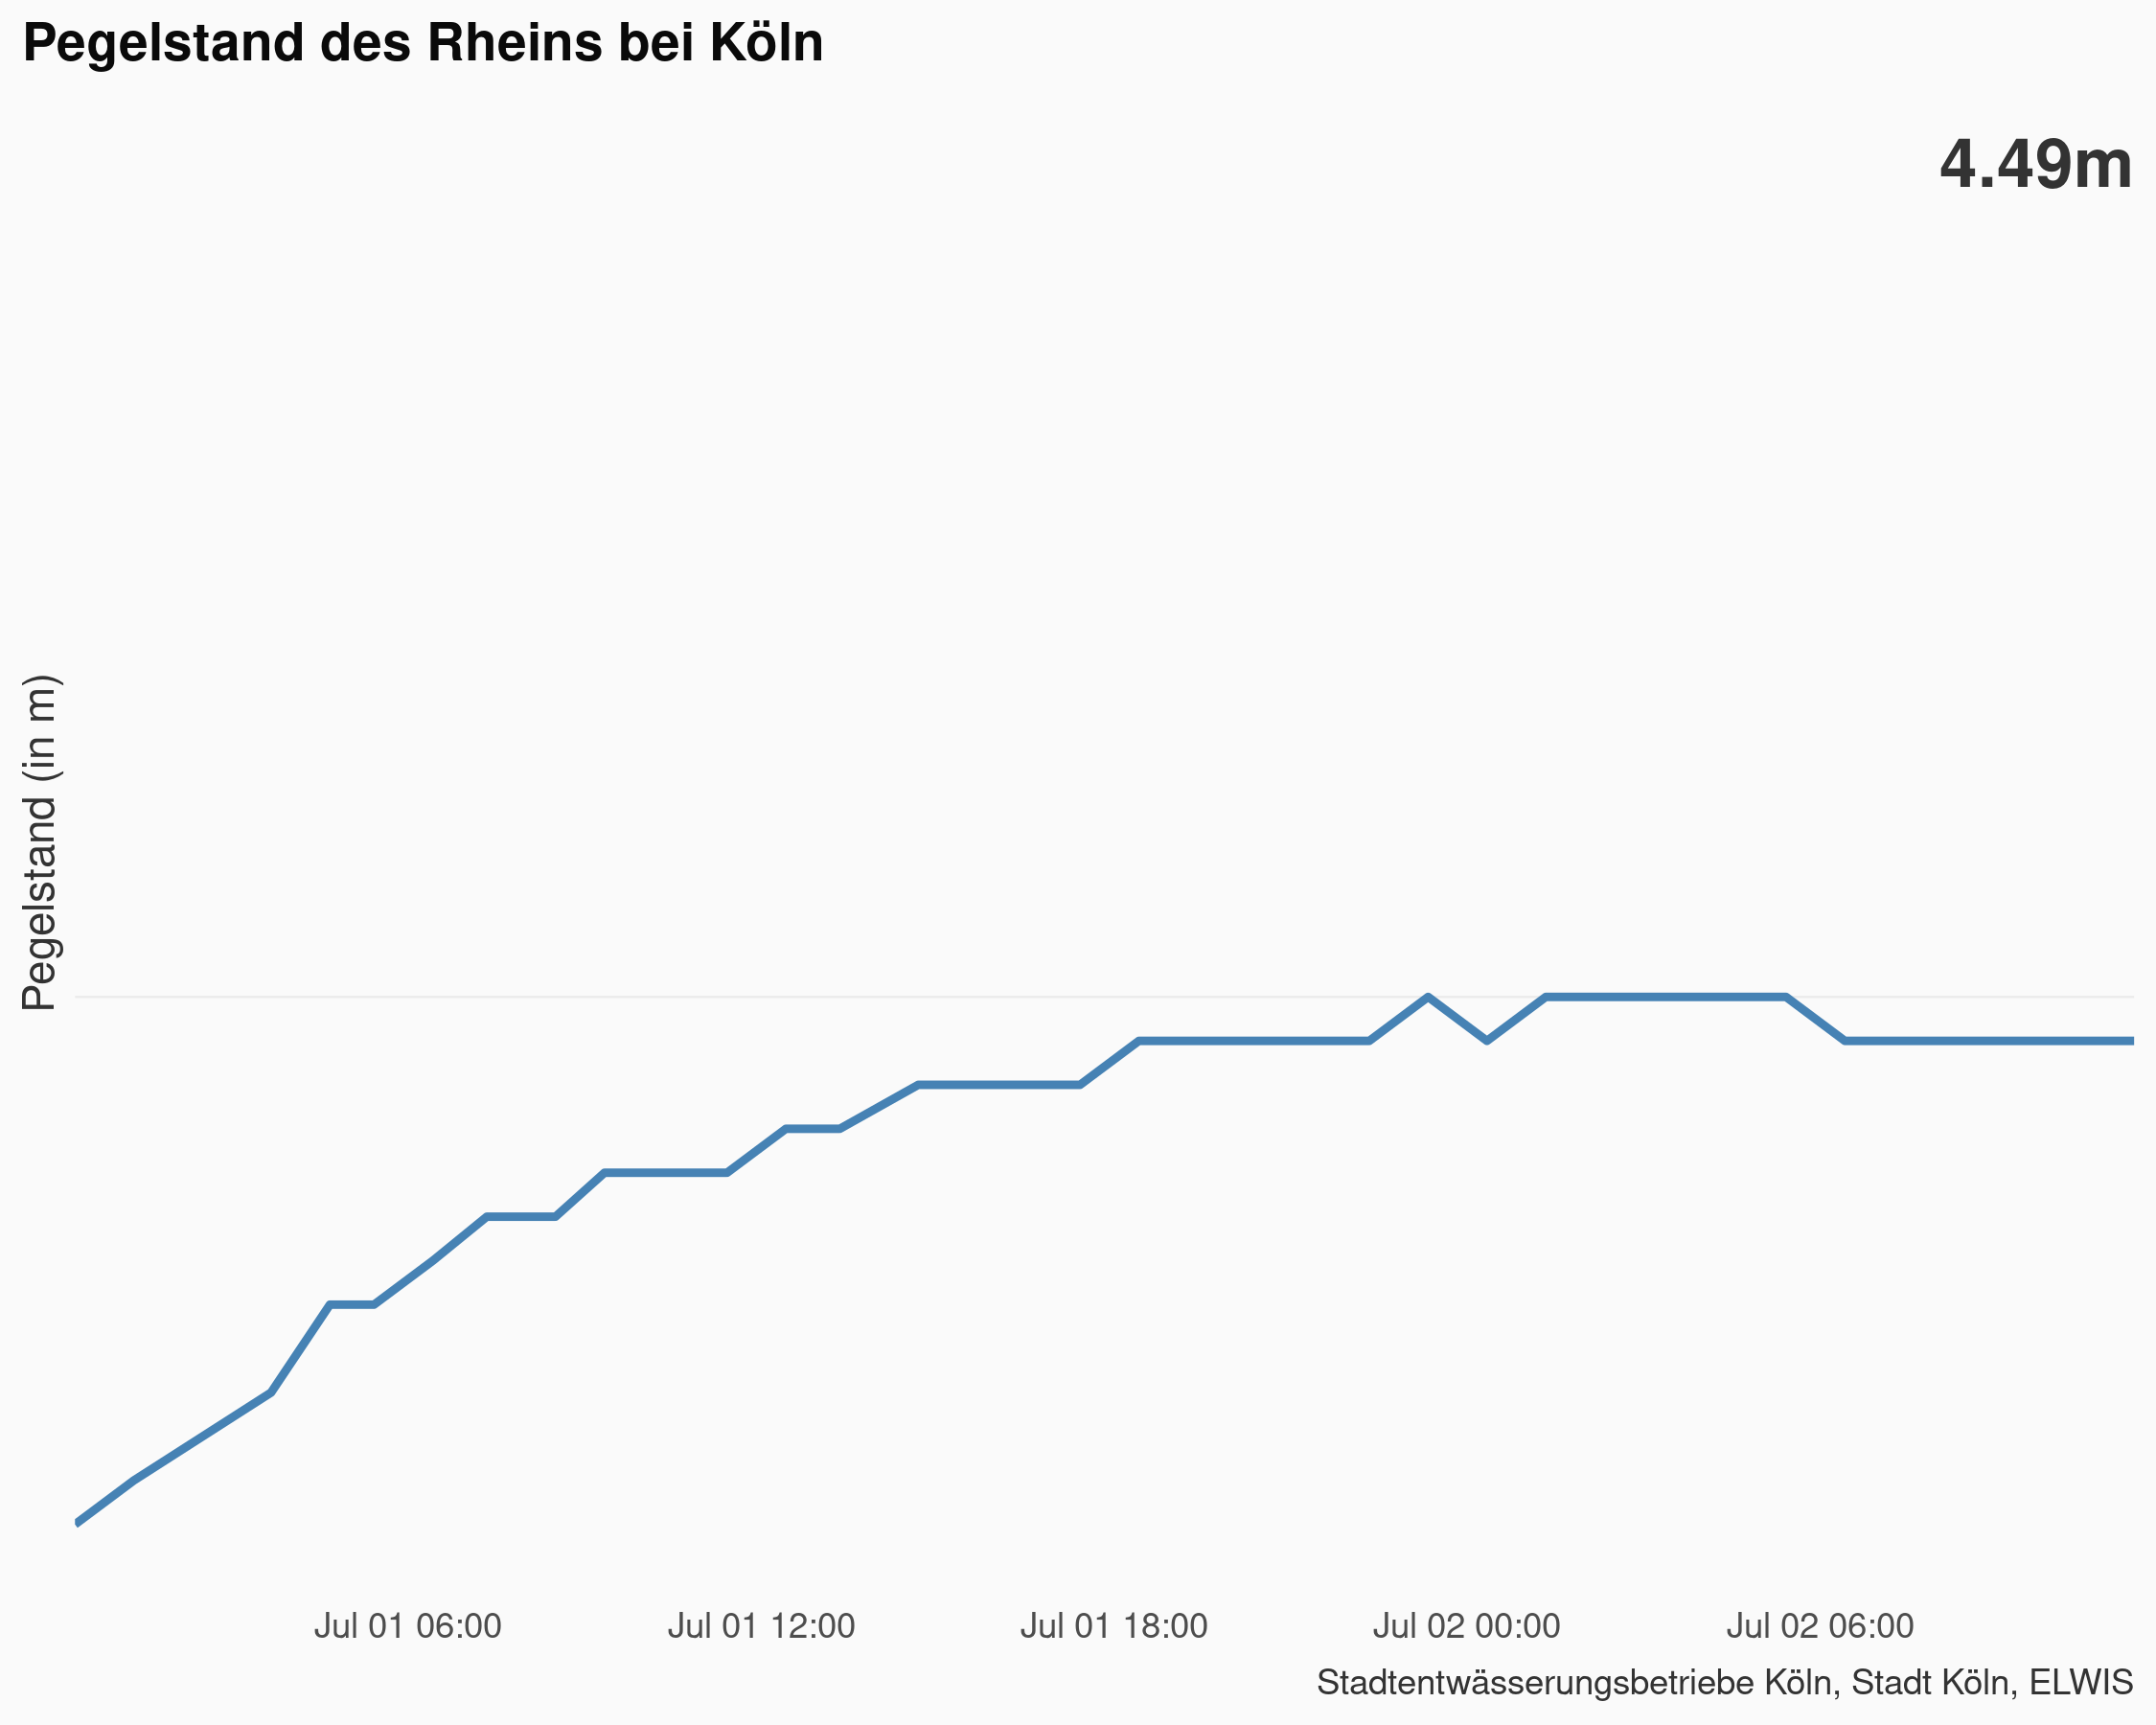 Pegelstand des Rheins bei Köln
4.49m
Pegelstand (in m)
Jul 01 06:00 Jul 01 12:00 Jul 01 18:00 Jul 02 00:00 Jul 02 06:00
Stadtentwässerungsbetriebe Köln, Stadt Köln, ELWIS